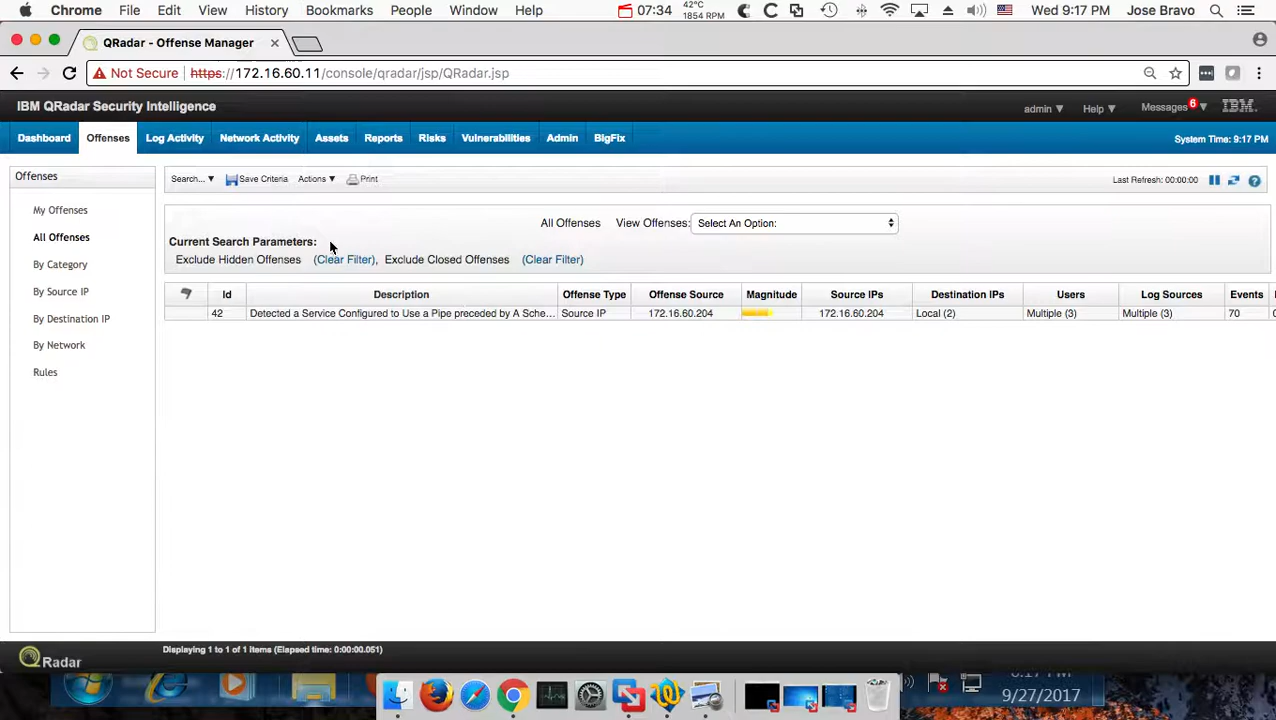 Chrome File Edit View History Bookmarks People Window Help 07:34 42°C 1854 RPM Wed 9:17 PM Jose Bravo
QRadar - Offense Manager
Not Secure https://172.16.60.11/console/qradar/jsp/QRadar.jsp
IBM QRadar Security Intelligence admin Help Messages 6 IBM
Dashboard Offenses Log Activity Network Activity Assets Reports Risks Vulnerabilities Admin BigFix System Time: 9:17 PM
Offenses
Search... Save Criteria Actions Print Last Refresh: 00:00:00
My Offenses
All Offenses
By Category
By Source IP
By Destination IP
By Network
Rules
All Offenses View Offenses: Select An Option:
Current Search Parameters:
Exclude Hidden Offenses (Clear Filter), Exclude Closed Offenses (Clear Filter)
Id Description Offense Type Offense Source Magnitude Source IPs Destination IPs Users Log Sources Events
42 Detected a Service Configured to Use a Pipe preceded by A Sche... Source IP 172.16.60.204 172.16.60.204 Local (2) Multiple (3) Multiple (3) 70
Displaying 1 to 1 of 1 items (Elapsed time: 0:00:00.051)
QRadar
9/27/2017